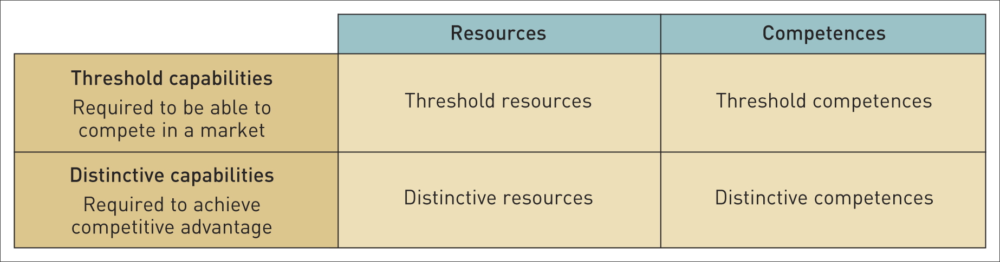 Resources
Competences
Threshold capabilities
Required to be able to
compete in a market
Threshold resources
Threshold competences
Distinctive capabilities
Required to achieve
competitive advantage
Distinctive resources
Distinctive competences